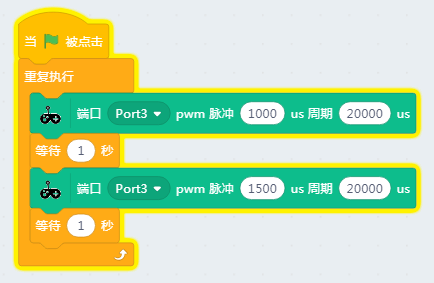 当 被点击
重复执行
端口 Port3 pwm 脉冲 1000 us 周期 20000 us
等待 1 秒
端口 Port3 pwm 脉冲 1500 us 周期 20000 us
等待 1 秒